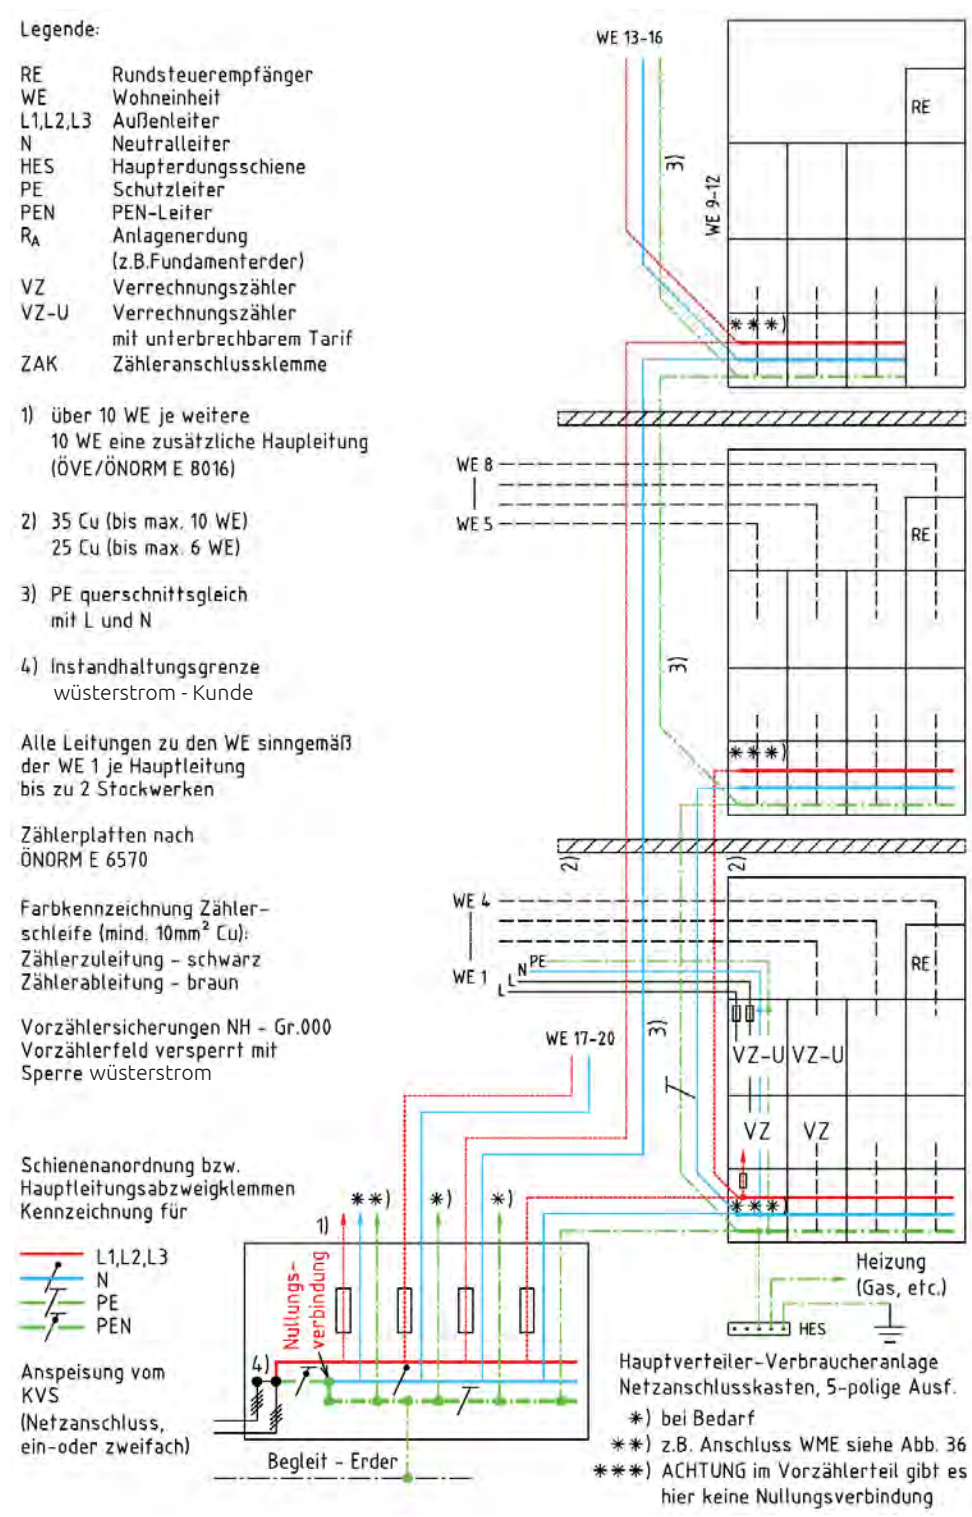 Legende:
RE Rundsteuerempfänger
WE Wohneinheit
L1,L2,L3 Außenleiter
N Neutralleiter
HES Haupterdungsschiene
PE Schutzleiter
PEN PEN-Leiter
RA Anlagenerdung
(z.B.Fundamenterder)
VZ Verrechnungszähler
VZ-U Verrechnungszähler
mit unterbrechbarem Tarif
ZAK Zähleranschlussklemme
1) über 10 WE je weitere
10 WE eine zusätzliche Haupleitung
(ÖVE/ÖNORM E 8016)
2) 35 Cu (bis max. 10 WE)
25 Cu (bis max. 6 WE)
3) PE querschnittsgleich
mit L und N
4) Instandhaltungsgrenze
wüsterstrom - Kunde
Alle Leitungen zu den WE sinngemäß
der WE 1 je Hauptleitung
bis zu 2 Stockwerken
Zählerplatten nach
ÖNORM E 6570
Farbkennzeichnung Zähler-
schleife (mind. 10mm² Cu):
Zählerzuleitung - schwarz
Zählerableitung - braun
Vorzählersicherungen NH - Gr.000
Vorzählerfeld versperrt mit
Sperre wüsterstrom
Schienenanordnung bzw.
Hauptleitungsabzweigklemmen
Kennzeichnung für
L1,L2,L3
N
PE
PEN
Anspeisung vom
KVS
(Netzanschluss,
ein-oder zweifach)
WE 13-16
3)
WE 9-12
RE
***)
WE 8
WE 5
RE
3)
***)
2)
2)
WE 4
WE 1
PE
N
L
L
RE
3)
VZ-U
VZ-U
VZ
VZ
***)
WE 17-20
1)
**)
*)
*)
Nullungs-
verbindung
4)
Begleit - Erder
Heizung
(Gas, etc.)
HES
Hauptverteiler-Verbraucheranlage
Netzanschlusskasten, 5-polige Ausf.
*) bei Bedarf
**) z.B. Anschluss WME siehe Abb. 36
***) ACHTUNG im Vorzählerteil gibt es
hier keine Nullungsverbindung